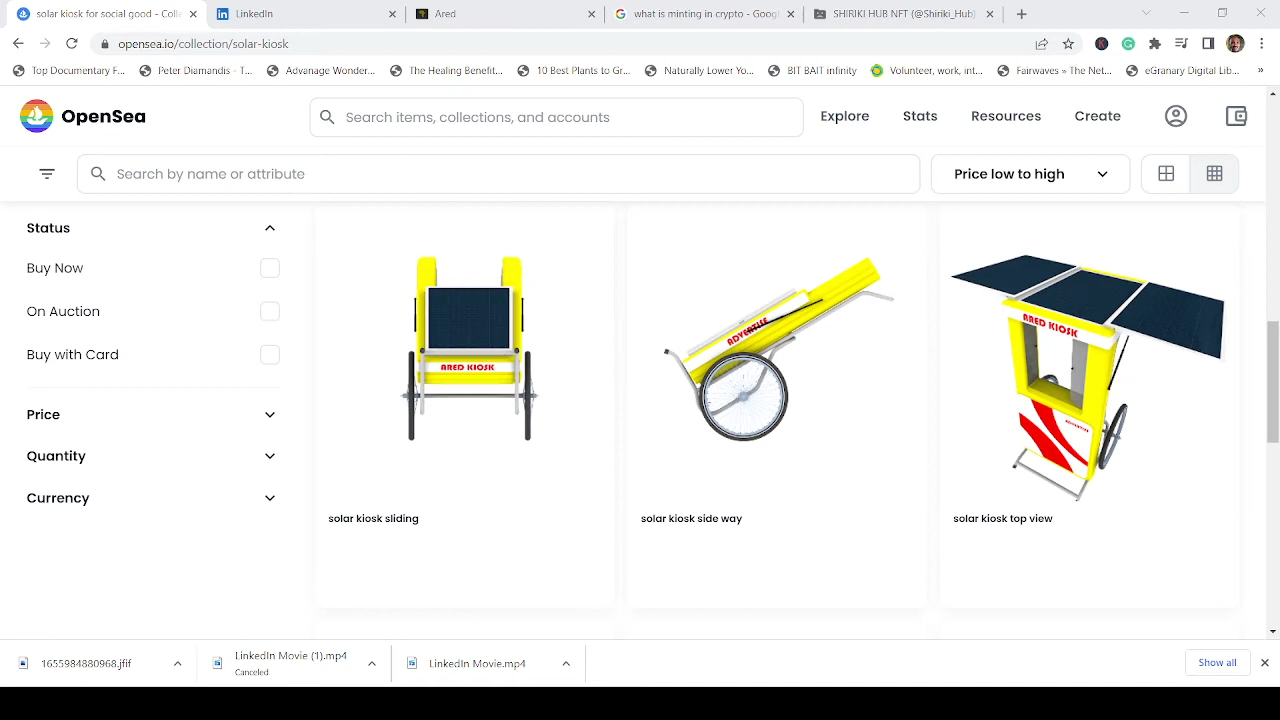 solar kiosk for social good - Colle
LinkedIn
Ared
what is minting in crypto - Googl
SHIRIKI HUB NFT (@Shiriki_Hub)
opensea.io/collection/solar-kiosk
Top Documentary F...
Peter Diamandis - T...
Advanage Wonder...
The Healing Benefit...
10 Best Plants to Gr...
Naturally Lower Yo...
BIT BAIT infinity
Volunteer, work, int...
Fairwaves » The Net...
eGranary Digital Lib...
»
OpenSea
Search items, collections, and accounts
Explore
Stats
Resources
Create
Search by name or attribute
Price low to high
Status
Buy Now
On Auction
Buy with Card
Price
Quantity
Currency
ARED KIOSK
ADVERTISE
ARED KIOSK
ADVERTISE
solar kiosk sliding
solar kiosk side way
solar kiosk top view
1655984880968.jfif
LinkedIn Movie (1).mp4
Canceled
LinkedIn Movie.mp4
Show all